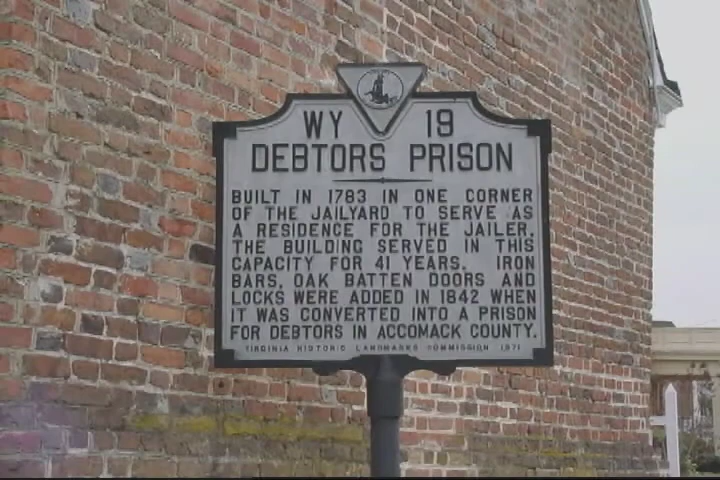 WY 19
DEBTORS PRISON
BUILT IN 1783 IN ONE CORNER
OF THE JAILYARD TO SERVE AS
A RESIDENCE FOR THE JAILER,
THE BUILDING SERVED IN THIS
CAPACITY FOR 41 YEARS. IRON
BARS, OAK BATTEN DOORS AND
LOCKS WERE ADDED IN 1842 WHEN
IT WAS CONVERTED INTO A PRISON
FOR DEBTORS IN ACCOMACK COUNTY.
VIRGINIA HISTORIC LANDMARKS COMMISSION 1971